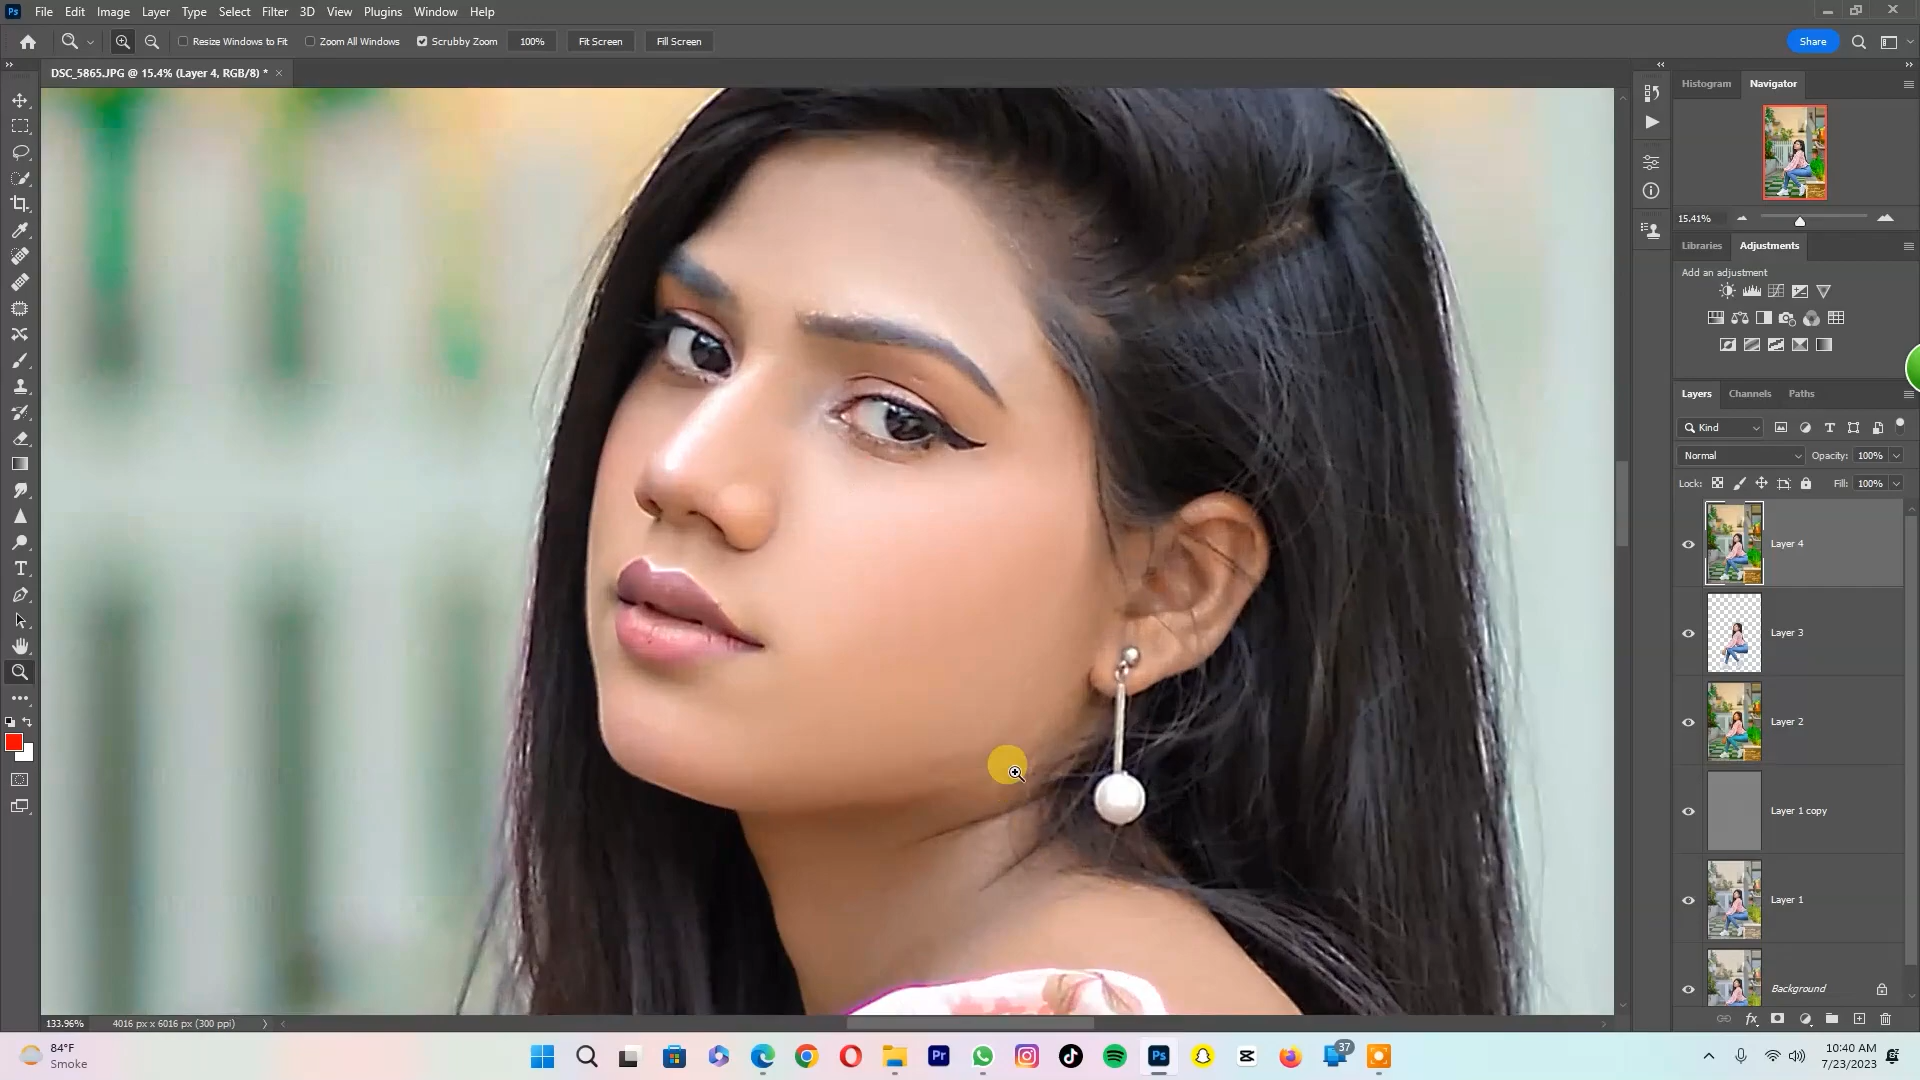 Ps File Edit Image Layer Type Select Filter 3D View Plugins Window Help
Resize Windows to Fit Zoom All Windows Scrubby Zoom 100% Fit Screen Fill Screen Share
DSC_5865.JPG @ 15.4% (Layer 4, RGB/8) * ×
Histogram Navigator
15.41%
Libraries Adjustments
Add an adjustment
Layers Channels Paths
Kind
Normal Opacity: 100%
Lock: Fill: 100%
Layer 4
Layer 3
Layer 2
Layer 1 copy
Layer 1
Background
133.96% 4016 px x 6016 px (300 ppi)
84°F
Smoke
Pr
Ps
37
10:40 AM
7/23/2023